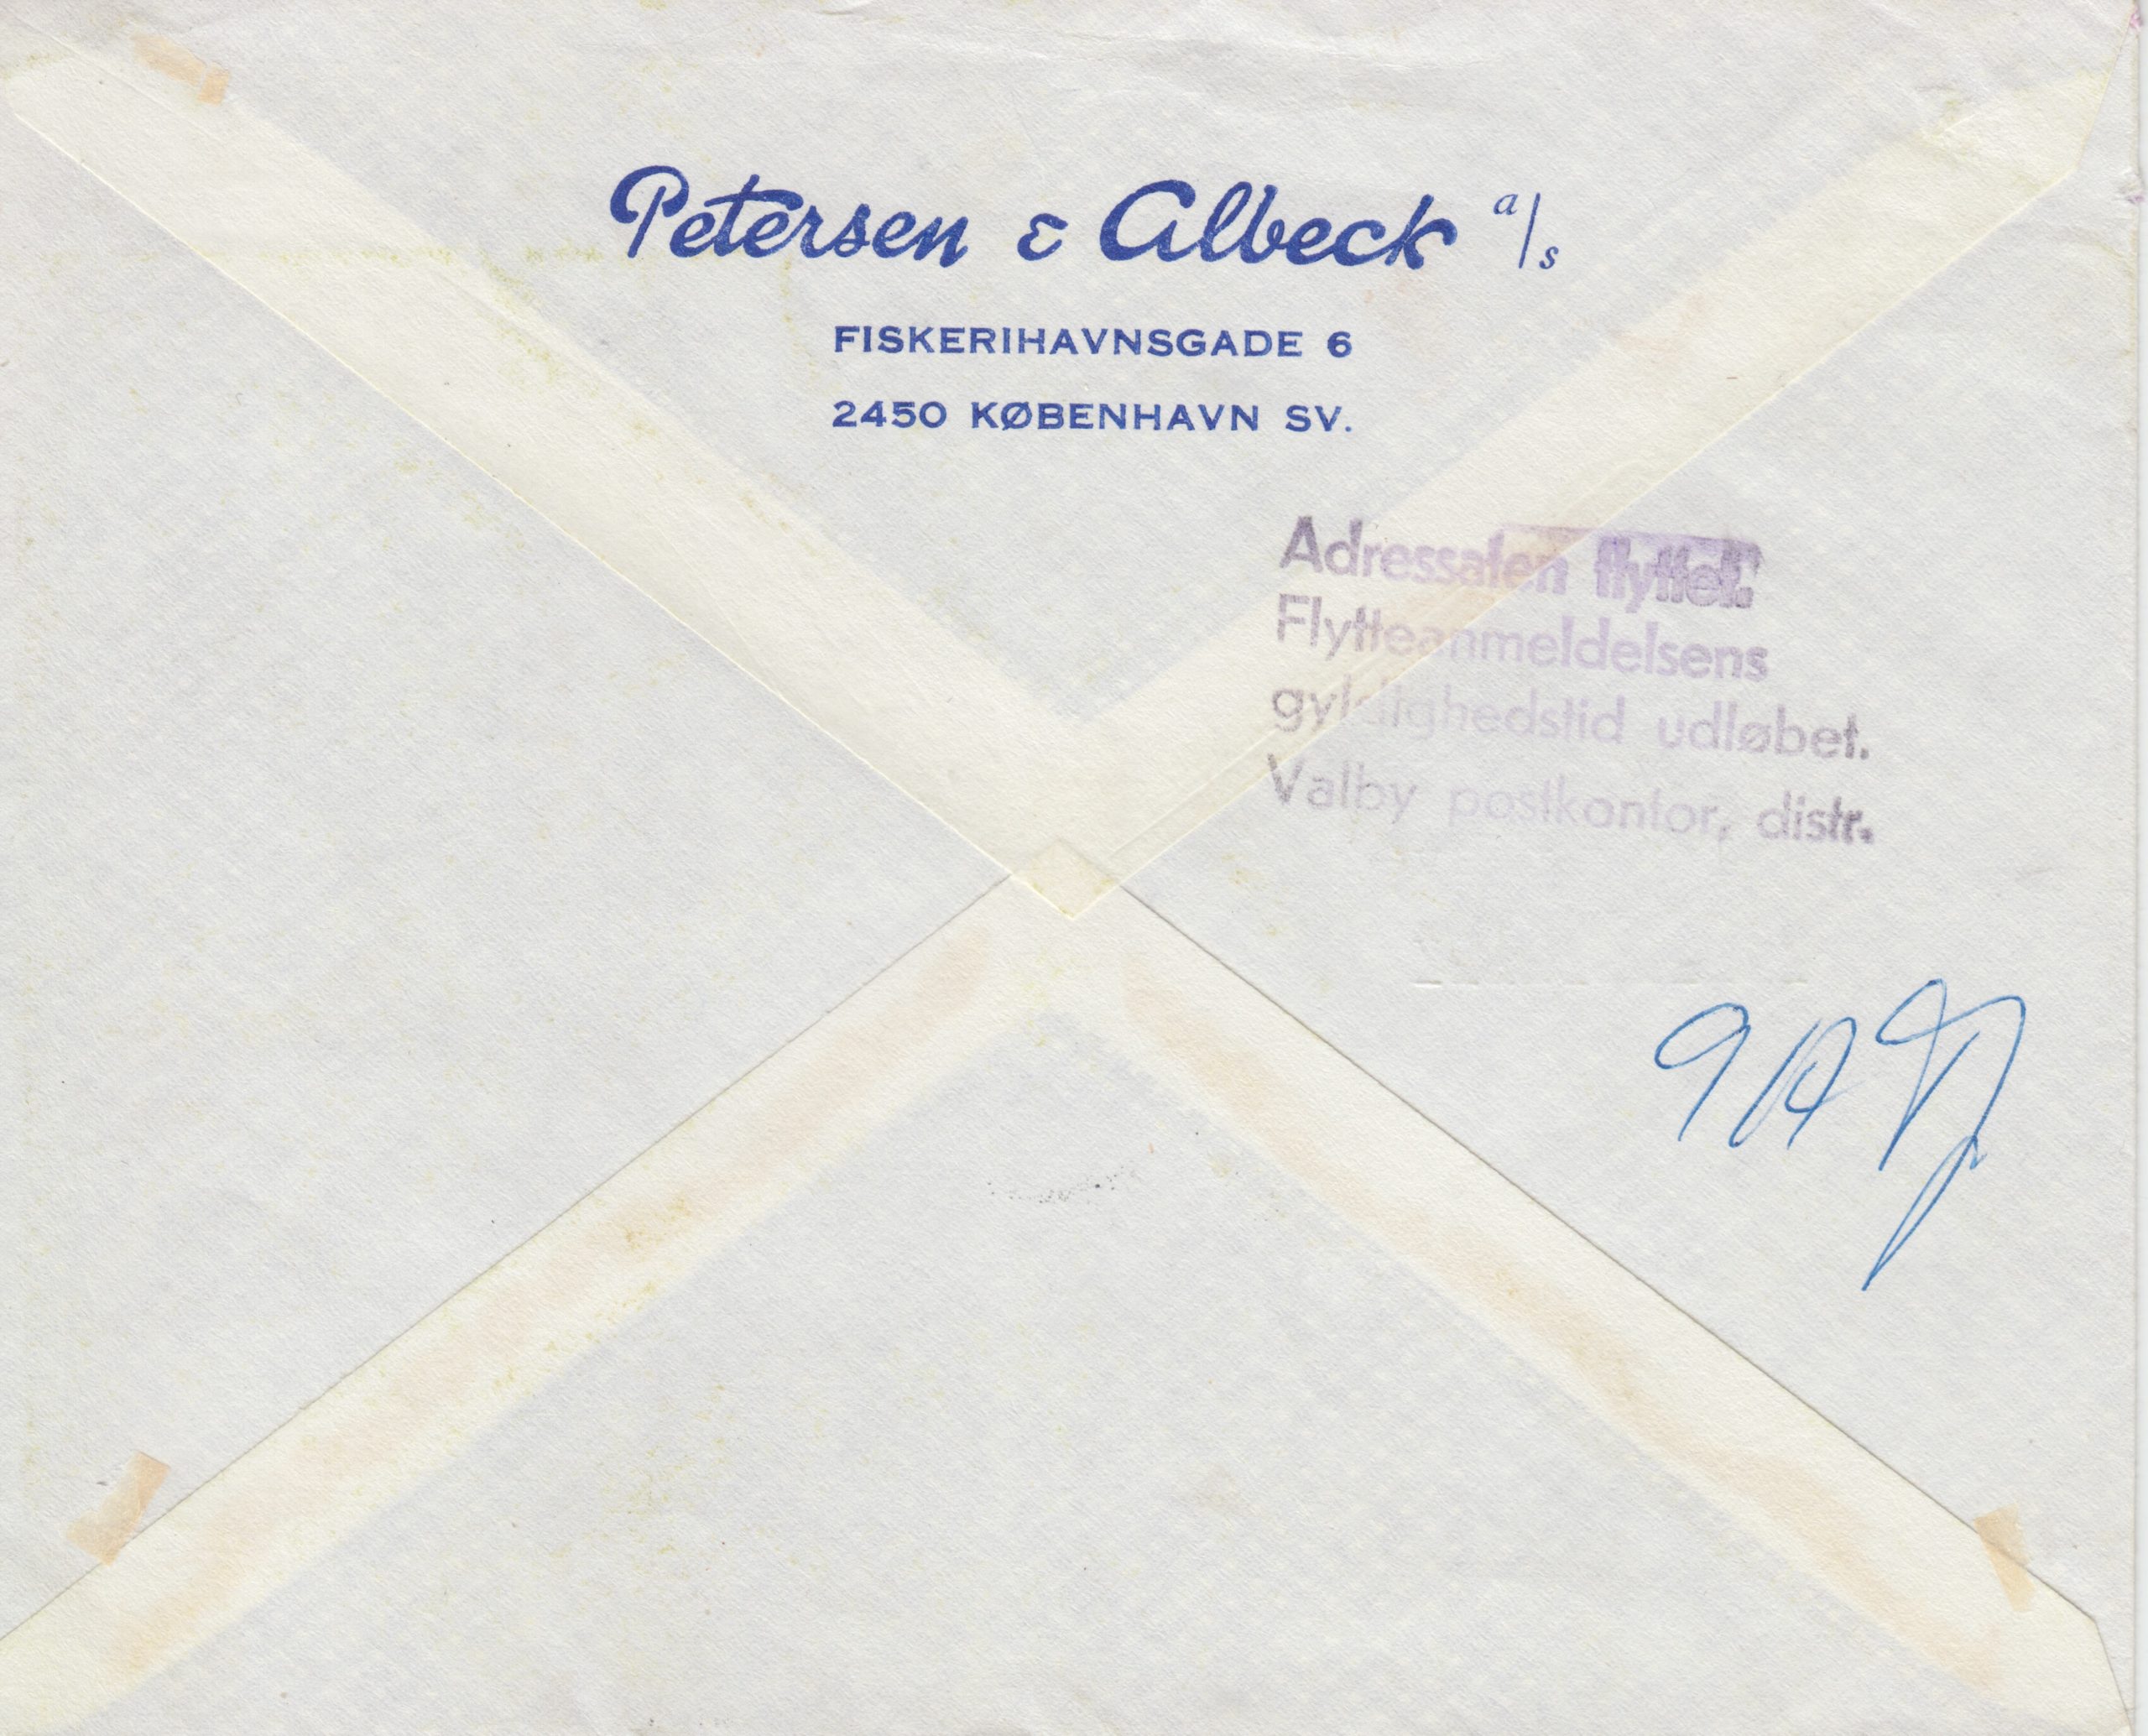 Petersen & Albeck a/s
FISKERIHAVNSGADE 6
2450 KØBENHAVN SV.
Adressaten flyttet.
Flytteanmeldelsens
gyldighedstid udløbet.
Valby postkontor, distr.